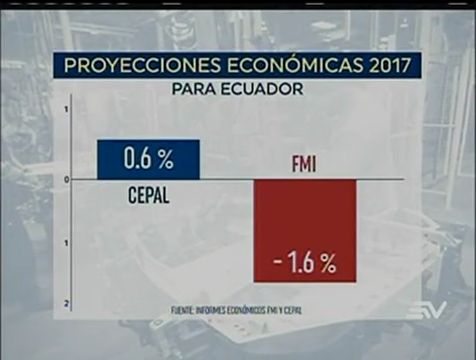 PROYECCIONES ECONÓMICAS 2017
PARA ECUADOR
1
0.6 %
FMI
0
CEPAL
1
- 1.6 %
2
FUENTE: INFORMES ECONÓMICOS FMI Y CEPAL
EV